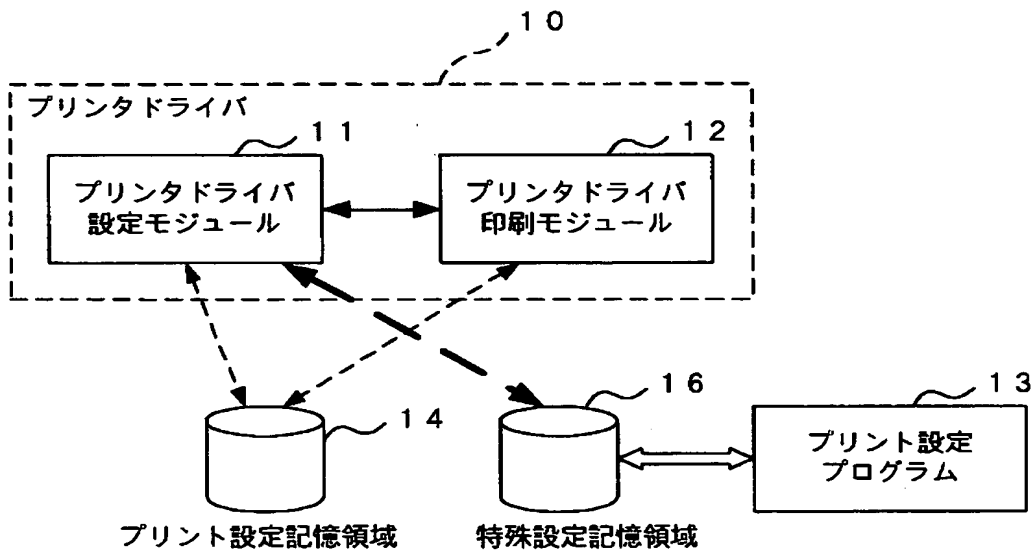 １０
プリンタドライバ
１１
１２
プリンタドライバ
設定モジュール
プリンタドライバ
印刷モジュール
１４
１６
１３
プリント設定
プログラム
プリント設定記憶領域
特殊設定記憶領域